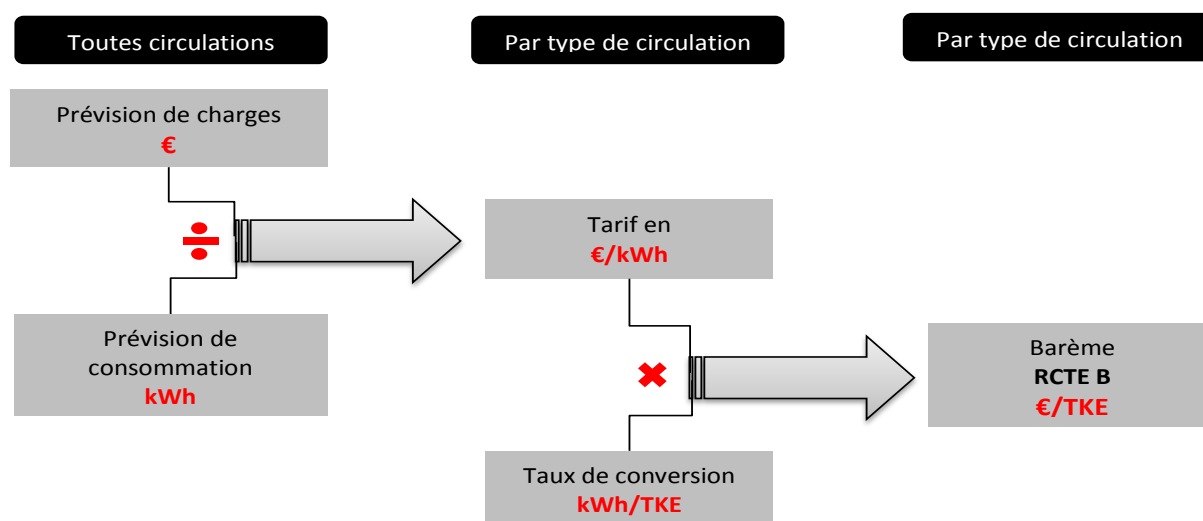 Toutes circulations
Par type de circulation
Par type de circulation
Prévision de charges
€
÷
Prévision de
consommation
kWh
Tarif en
€/kWh
✖
Taux de conversion
kWh/TKE
Barème
RCTE B
€/TKE